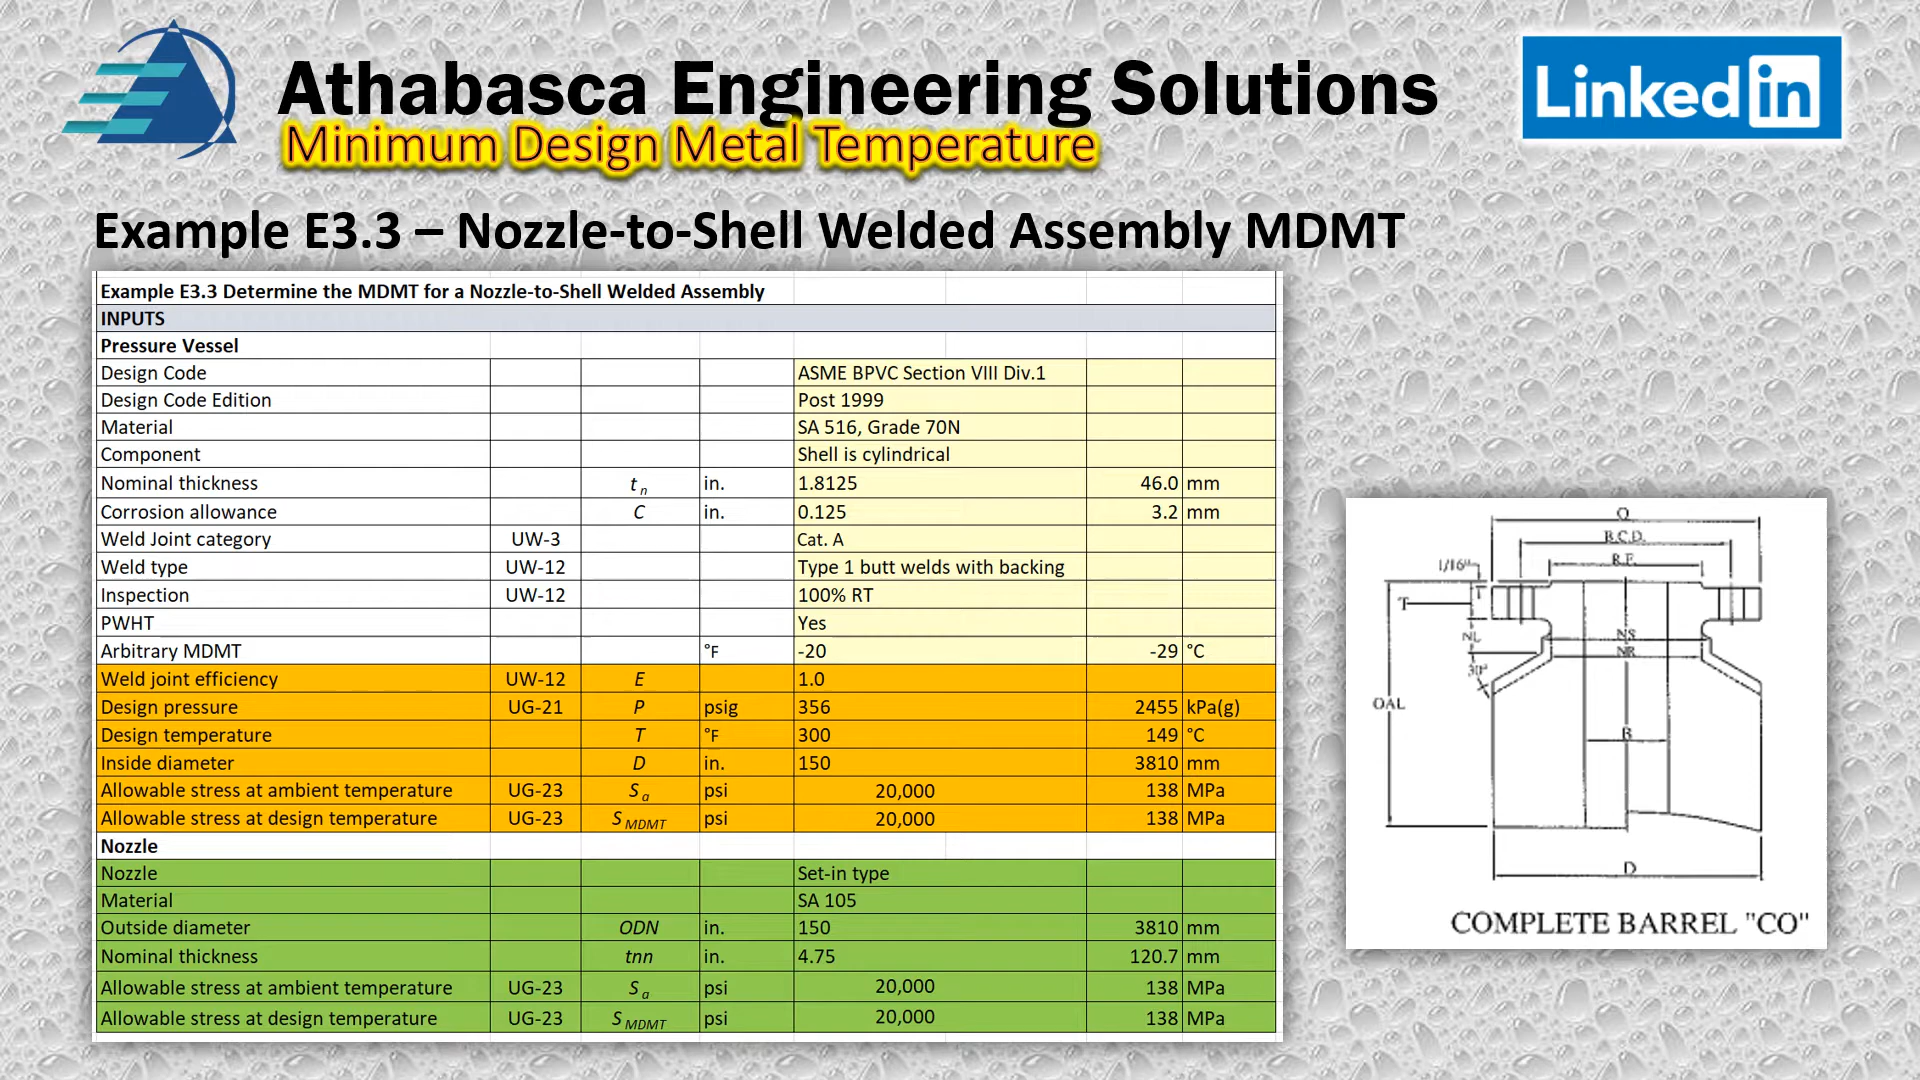 Athabasca Engineering Solutions
Linked in
Minimum Design Metal Temperature
Example E3.3 – Nozzle-to-Shell Welded Assembly MDMT
Example E3.3 Determine the MDMT for a Nozzle-to-Shell Welded Assembly
INPUTS
Pressure Vessel
Design Code ASME BPVC Section VIII Div.1
Design Code Edition Post 1999
Material SA 516, Grade 70N
Component Shell is cylindrical
Nominal thickness t n in. 1.8125 46.0 mm
Corrosion allowance C in. 0.125 3.2 mm
Weld Joint category UW-3 Cat. A
Weld type UW-12 Type 1 butt welds with backing
Inspection UW-12 100% RT
PWHT Yes
Arbitrary MDMT °F -20 -29 °C
Weld joint efficiency UW-12 E 1.0
Design pressure UG-21 P psig 356 2455 kPa(g)
Design temperature T °F 300 149 °C
Inside diameter D in. 150 3810 mm
Allowable stress at ambient temperature UG-23 S a psi 20,000 138 MPa
Allowable stress at design temperature UG-23 S MDMT psi 20,000 138 MPa
Nozzle
Nozzle Set-in type
Material SA 105
Outside diameter ODN in. 150 3810 mm
Nominal thickness tnn in. 4.75 120.7 mm
Allowable stress at ambient temperature UG-23 S a psi 20,000 138 MPa
Allowable stress at design temperature UG-23 S MDMT psi 20,000 138 MPa
O
B.C.D.
R.F.
1/16"
T
NL
NS
NR
30°
OAL
B
D
COMPLETE BARREL "CO"